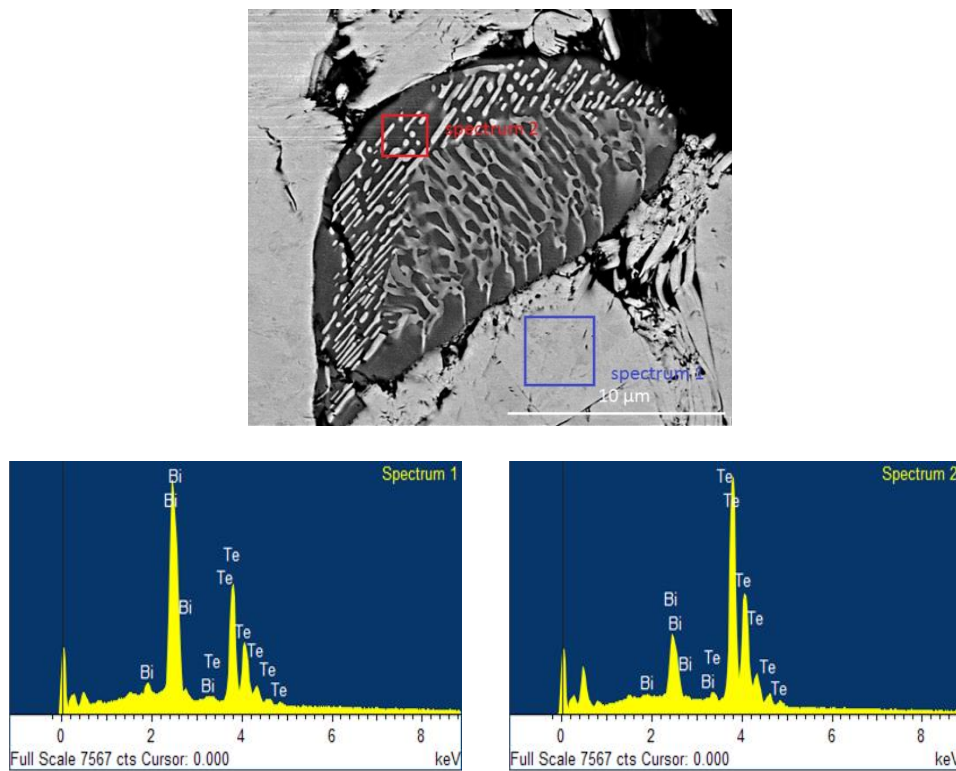 spectrum 2
spectrum 1
10 µm
Spectrum 1
Bi
Bi
Te
Te
Bi
Te
Te
Te
Bi
Te
Bi
Te
0 2 4 6 8
Full Scale 7567 cts Cursor: 0.000 keV
Spectrum 2
Te
Te
Te
Bi
Te
Bi
Bi
Te
Te
Bi
Bi
Te
0 2 4 6 8
Full Scale 7567 cts Cursor: 0.000 keV